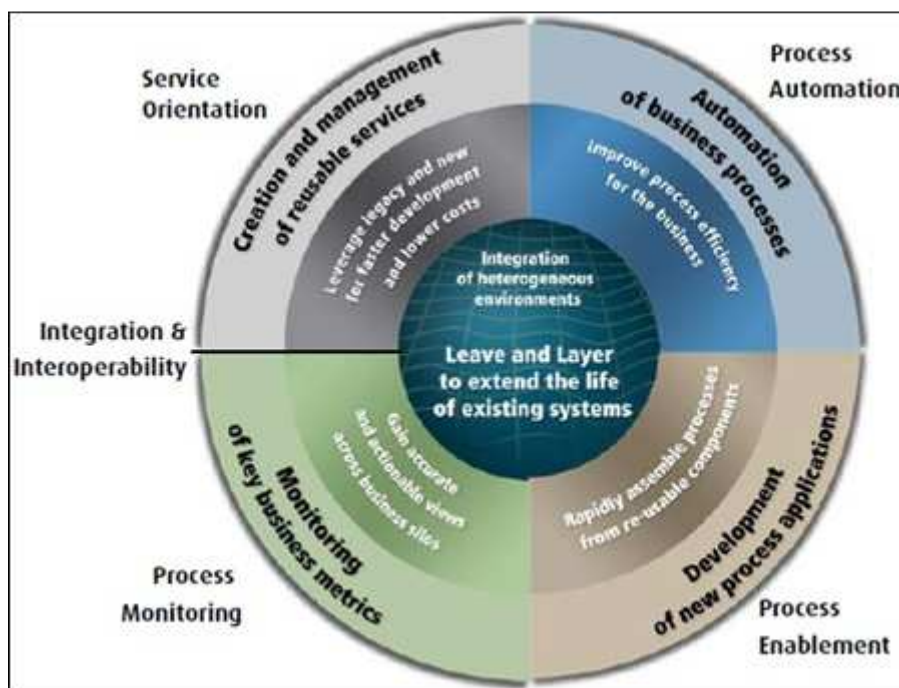 Service
Orientation
Process
Automation
Creation and management
of reusable services
Automation
of business processes
Leverage legacy and new
for faster development
and lower costs
Improve process efficiency
for the business
Integration
of heterogeneous
environments
Integration &
Interoperability
Leave and Layer
to extend the life
of existing systems
Gain accurate
and actionable views
across business silos
Rapidly assemble processes
from re-usable components
Monitoring
of key business metrics
Development
of new process applications
Process
Monitoring
Process
Enablement